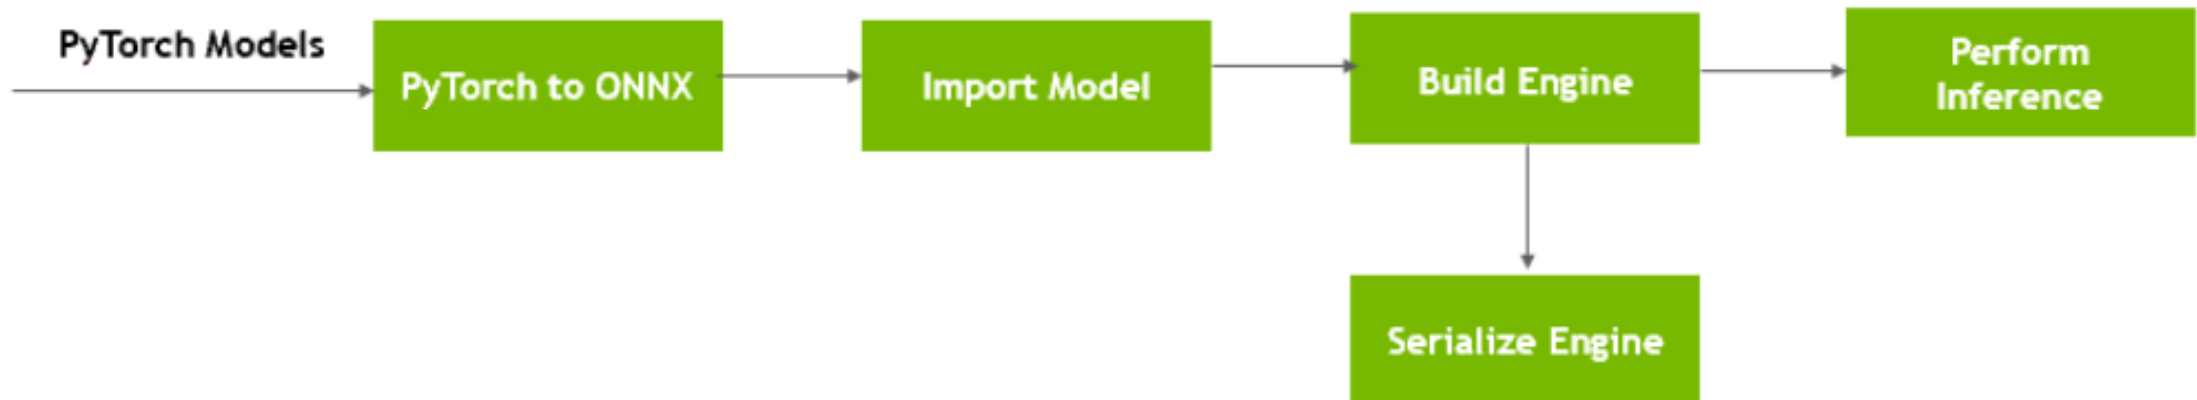 PyTorch Models
PyTorch to ONNX
Import Model
Build Engine
Perform
Inference
Serialize Engine